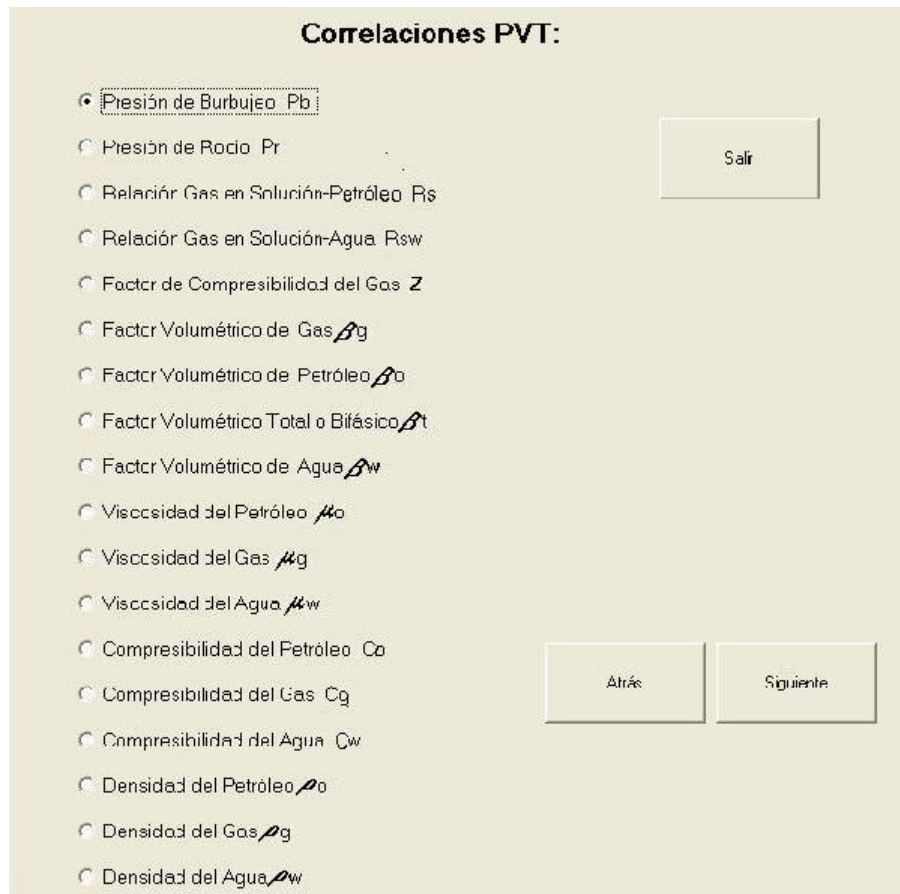 Correlaciones PVT:
Presión de Burbujeo Pb
Presión de Rocío Pr
Salir
Relación Gas en Solución-Petróleo Rs
Relación Gas en Solución-Agua Rsw
Factor de Compresibilidad del Gas Z
Factor Volumétrico de Gas βg
Factor Volumétrico de Petróleo βo
Factor Volumétrico Total o Bifásico βt
Factor Volumétrico de Agua βw
Viscosidad del Petróleo μo
Viscosidad del Gas μg
Viscosidad del Agua μw
Compresibilidad del Petróleo Co
Compresibilidad del Gas Cg
Compresibilidad del Agua Cw
Atrás
Siguiente
Densidad del Petróleo ρo
Densidad del Gas ρg
Densidad del Agua ρw